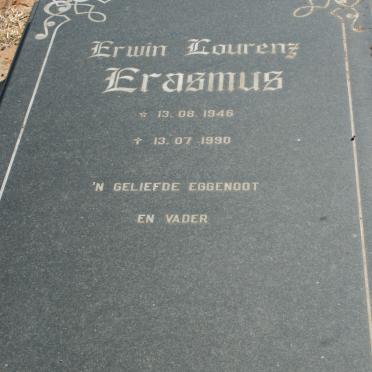 Erwin Lourenz
Erasmus
☆ 13.08.1946
✝ 13.07.1990
'N GELIEFDE EGGENOOT
EN VADER